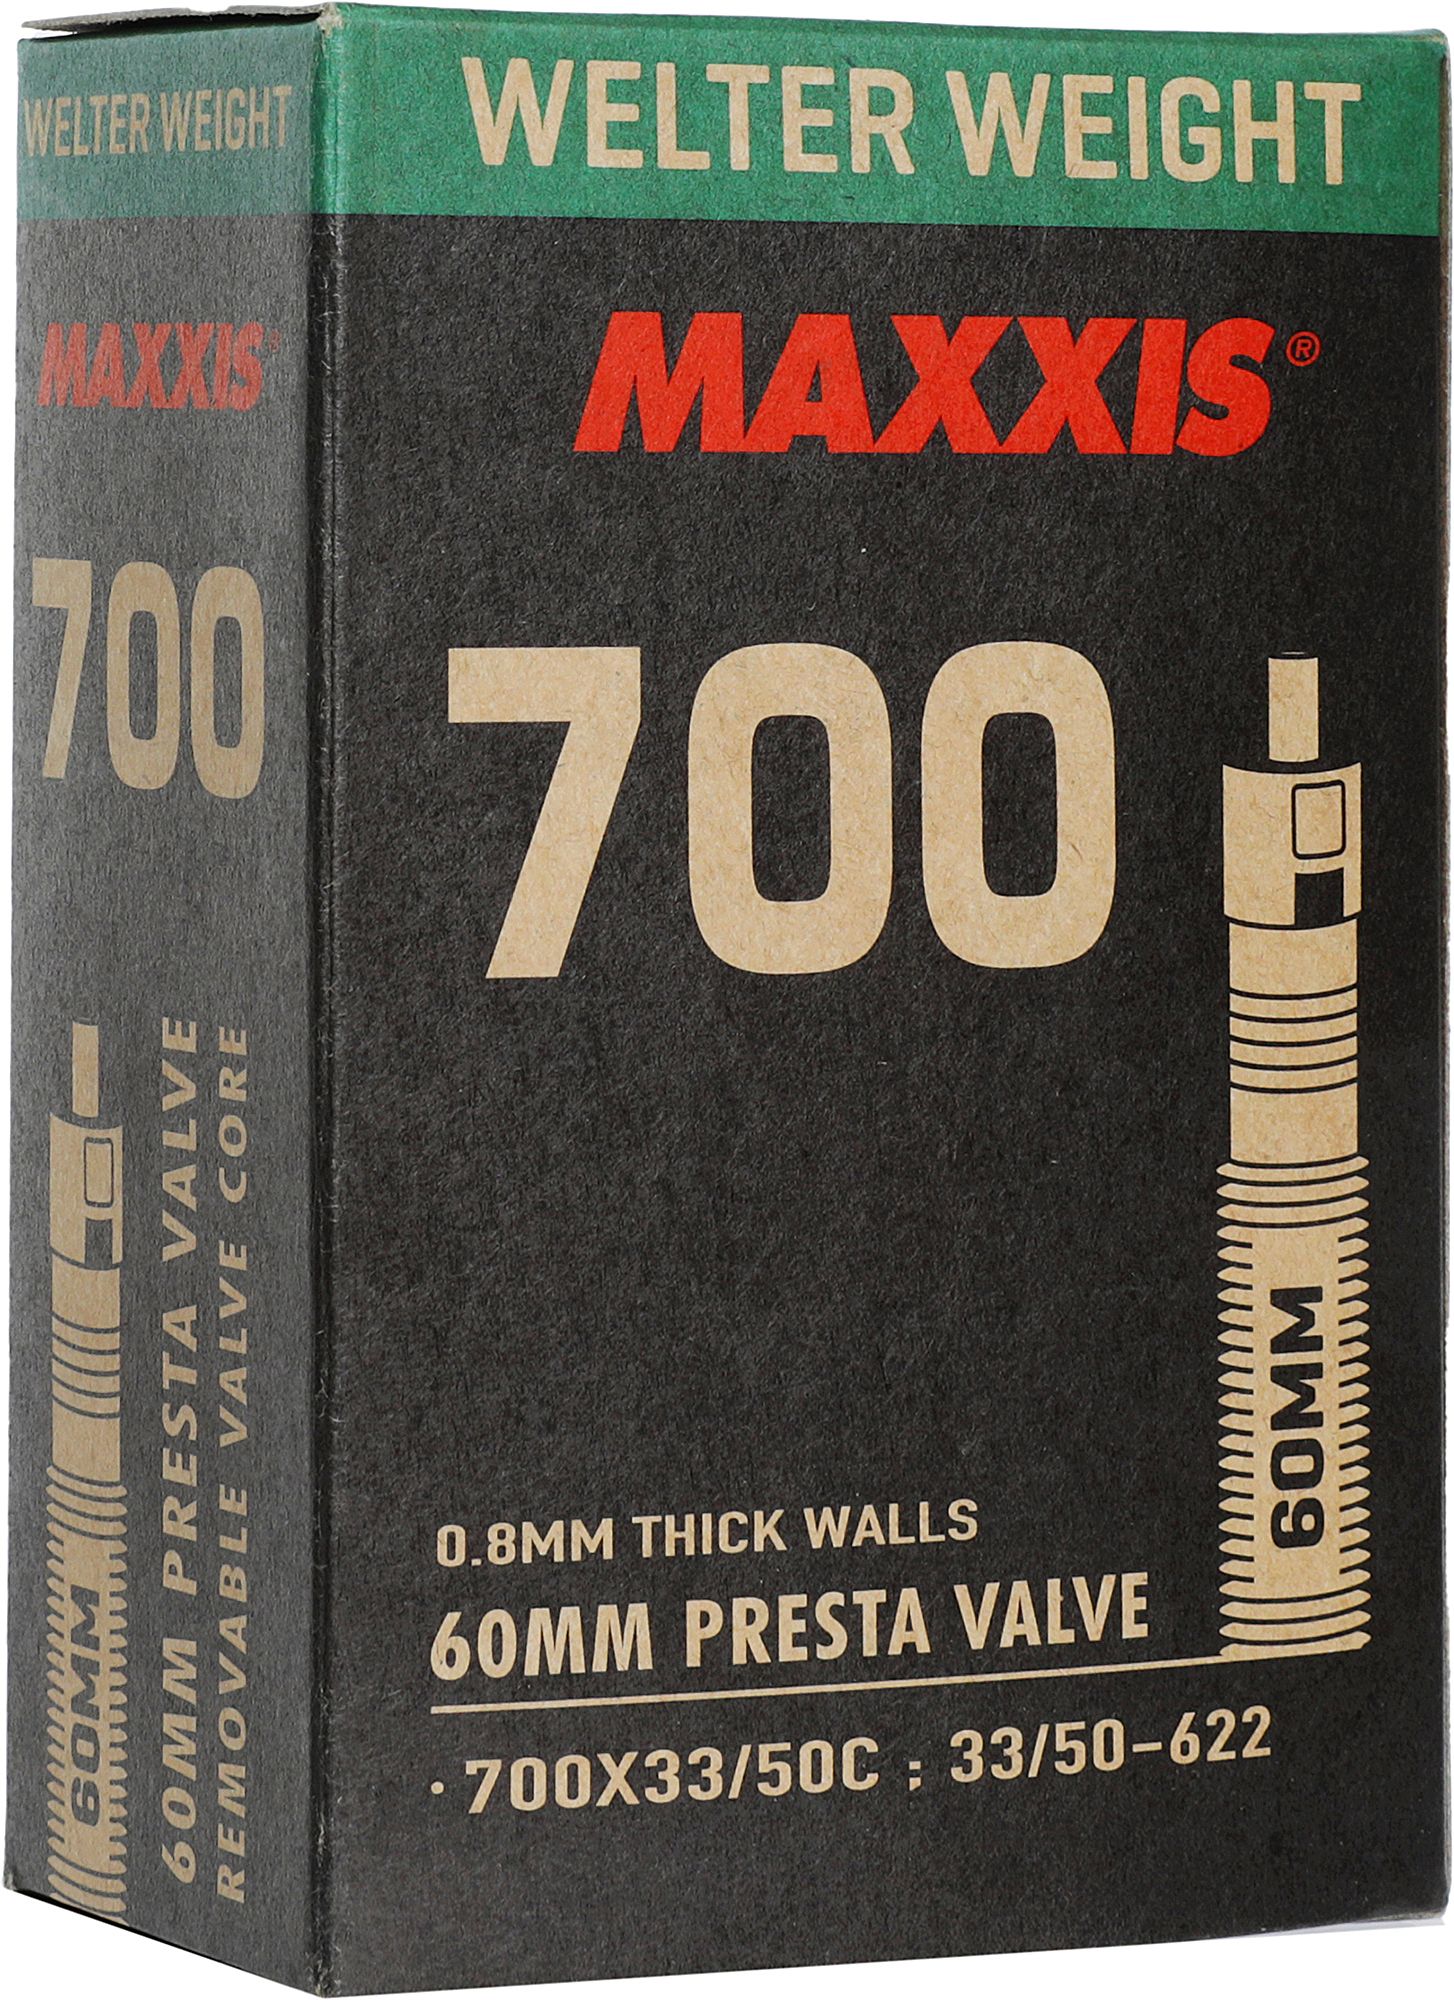 WELTER WEIGHT
MAXXIS®
700
60MM PRESTA VALVE
REMOVABLE VALVE CORE
60MM
WELTER WEIGHT
MAXXIS®
700
60MM
0.8MM THICK WALLS
60MM PRESTA VALVE
· 700X33/50C ; 33/50-622